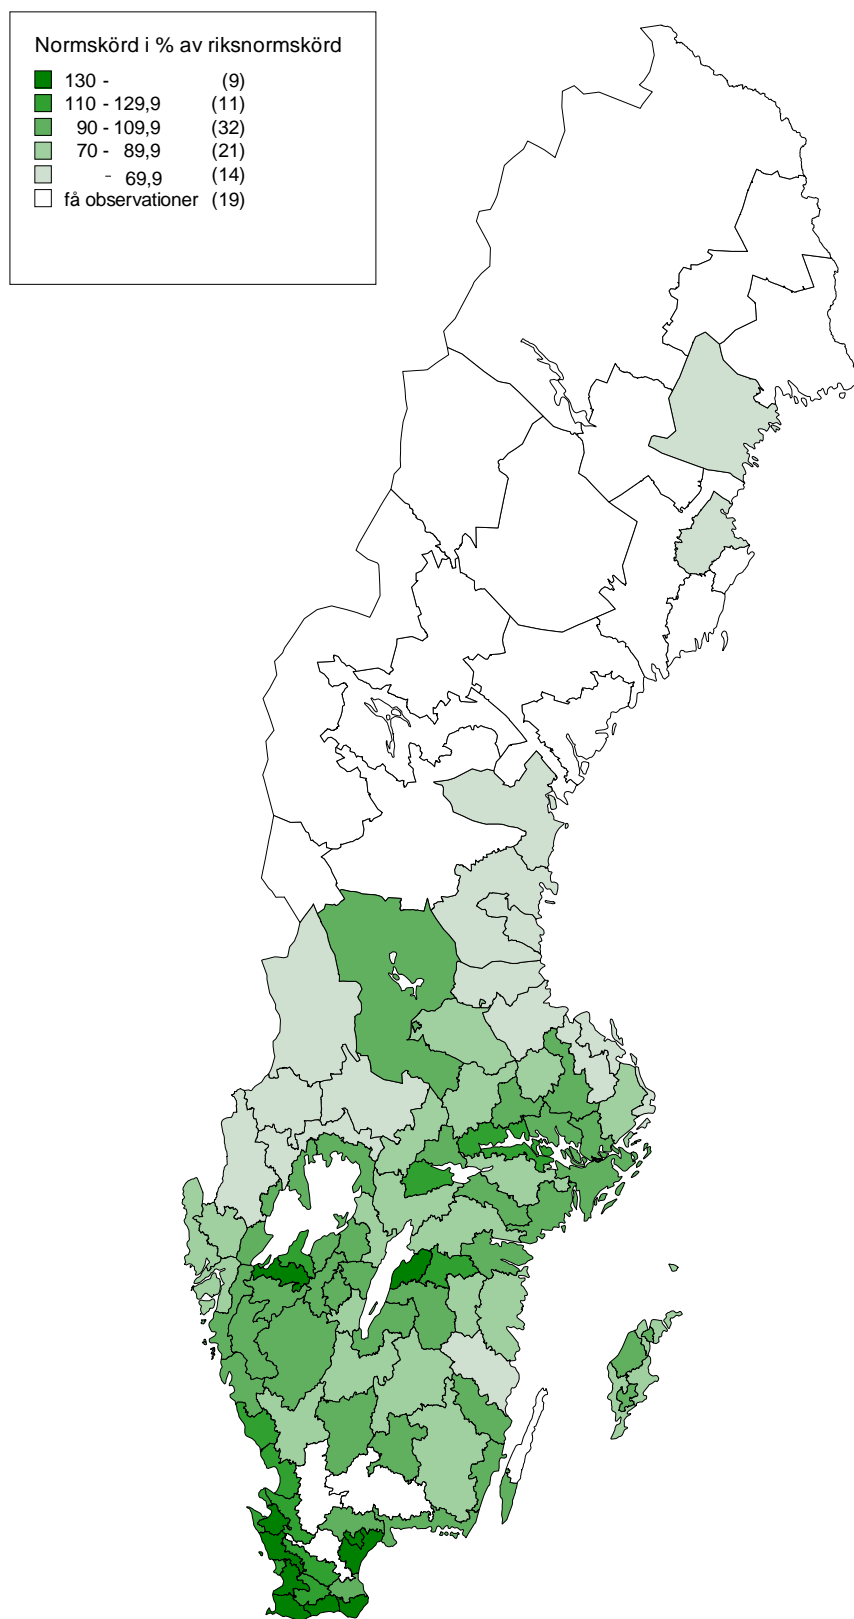 Normskörd i % av riksnormskörd
130 - (9)
110 - 129,9 (11)
90 - 109,9 (32)
70 - 89,9 (21)
- 69,9 (14)
få observationer (19)